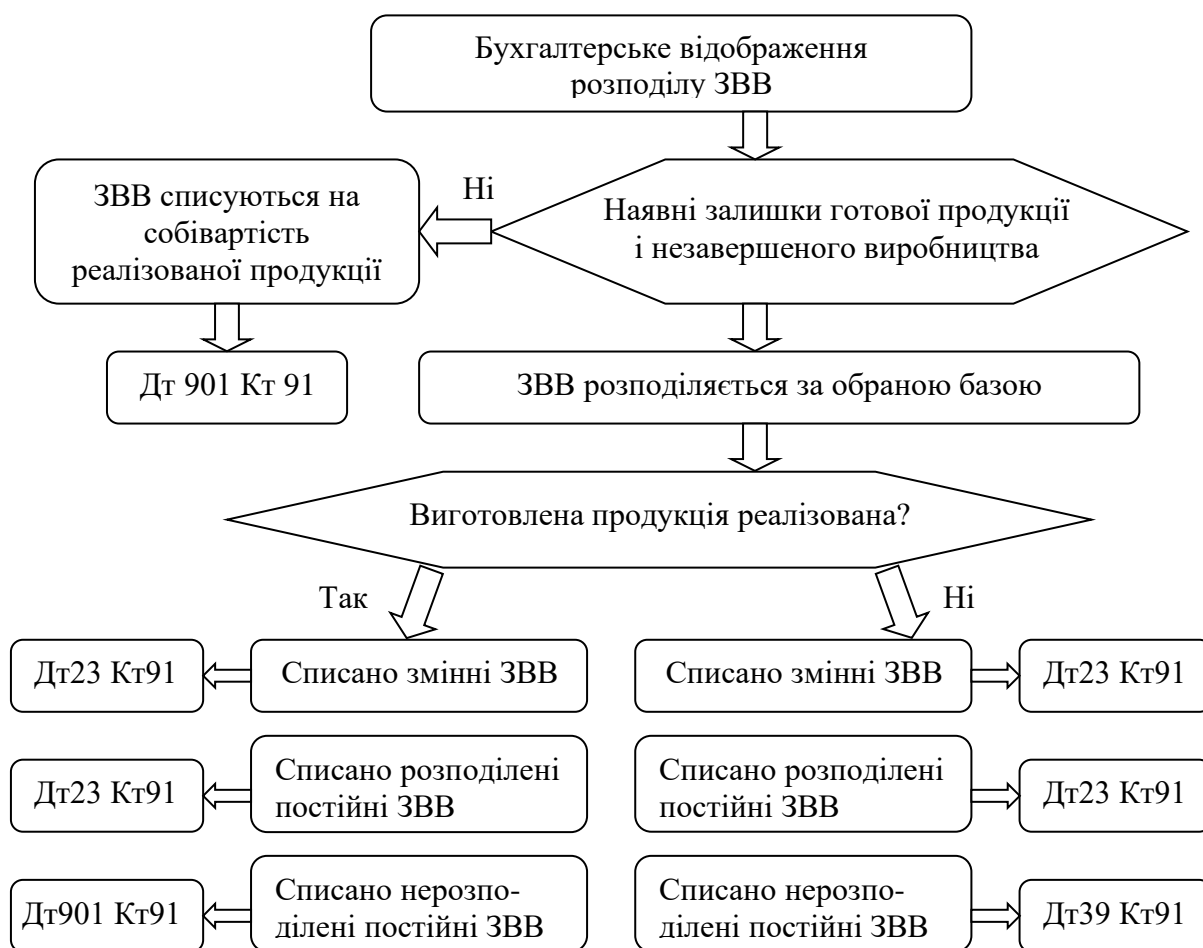 Бухгалтерське відображення
розподілу ЗВВ
Ні
ЗВВ списуються на
собівартість
реалізованої продукції
Наявні залишки готової продукції
і незавершеного виробництва
Дт 901 Кт 91
ЗВВ розподіляється за обраною базою
Виготовлена продукція реалізована?
Так
Ні
Дт23 Кт91
Списано змінні ЗВВ
Списано змінні ЗВВ
Дт23 Кт91
Дт23 Кт91
Списано розподілені
постійні ЗВВ
Списано розподілені
постійні ЗВВ
Дт23 Кт91
Дт901 Кт91
Списано нерозпо-
ділені постійні ЗВВ
Списано нерозпо-
ділені постійні ЗВВ
Дт39 Кт91